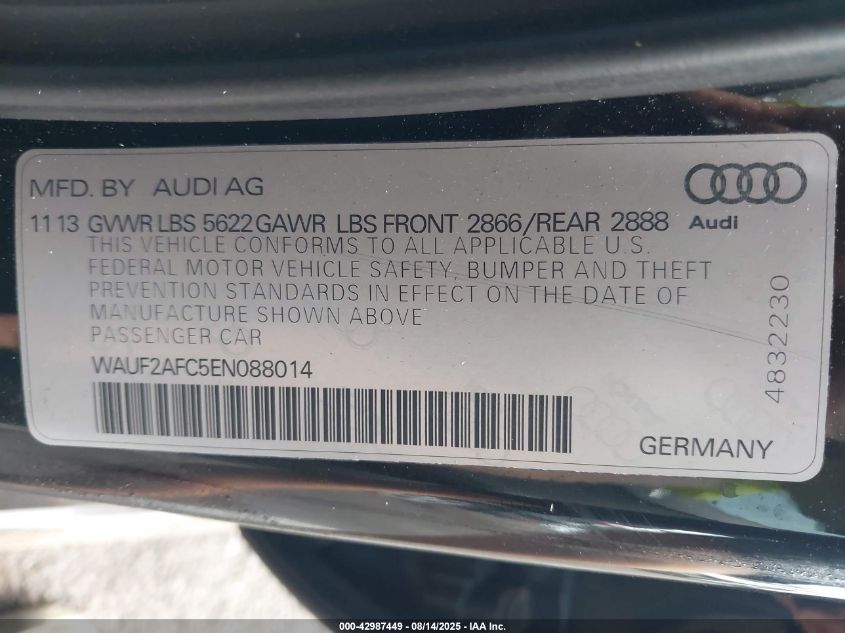 MFD. BY AUDI AG
11 13 GVWR LBS 5622 GAWR LBS FRONT 2866/REAR 2888
Audi
THIS VEHICLE CONFORMS TO ALL APPLICABLE U.S.
FEDERAL MOTOR VEHICLE SAFETY, BUMPER AND THEFT
PREVENTION STANDARDS IN EFFECT ON THE DATE OF
MANUFACTURE SHOWN ABOVE
PASSENGER CAR
WAUF2AFC5EN088014
4832230
GERMANY
000-42987449 - 08/14/2025 - IAA Inc.